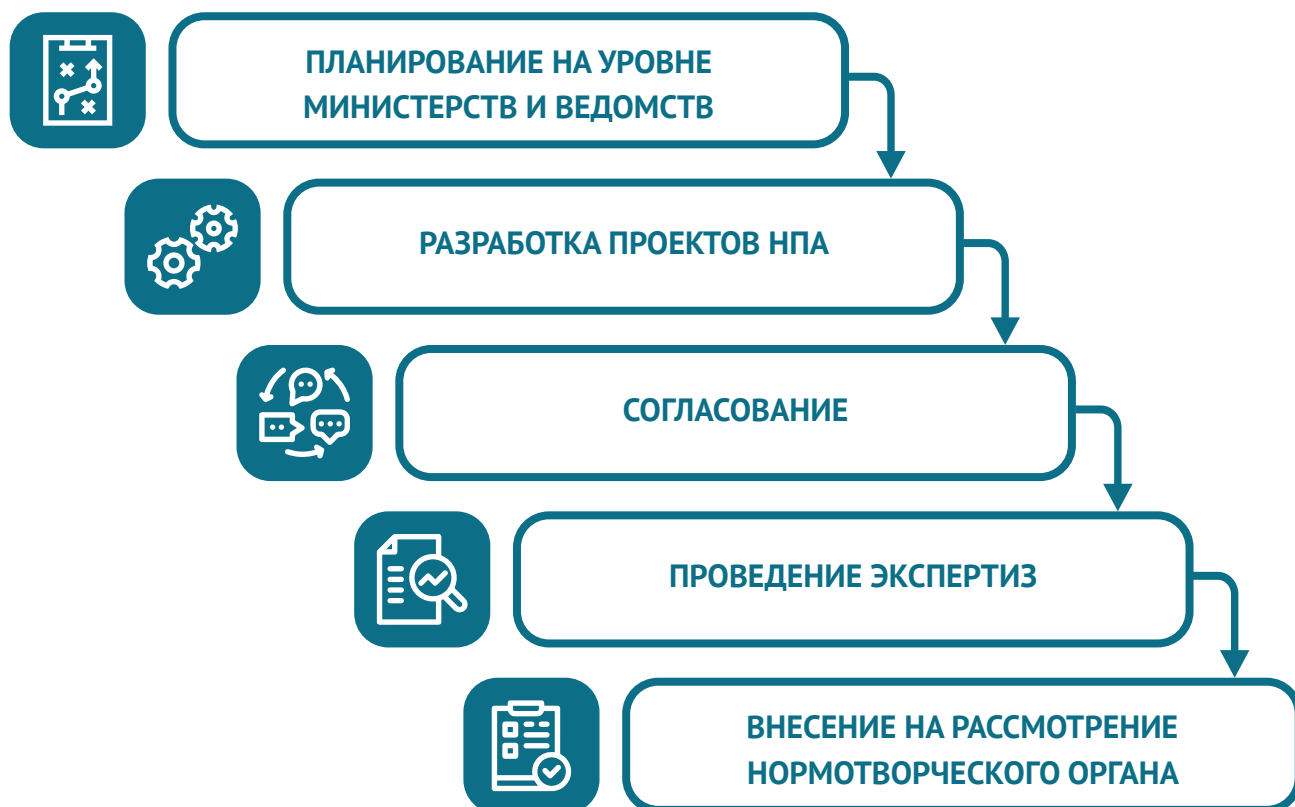 ПЛАНИРОВАНИЕ НА УРОВНЕ
МИНИСТЕРСТВ И ВЕДОМСТВ
РАЗРАБОТКА ПРОЕКТОВ НПА
СОГЛАСОВАНИЕ
ПРОВЕДЕНИЕ ЭКСПЕРТИЗ
ВНЕСЕНИЕ НА РАССМОТРЕНИЕ
НОРМОТВОРЧЕСКОГО ОРГАНА